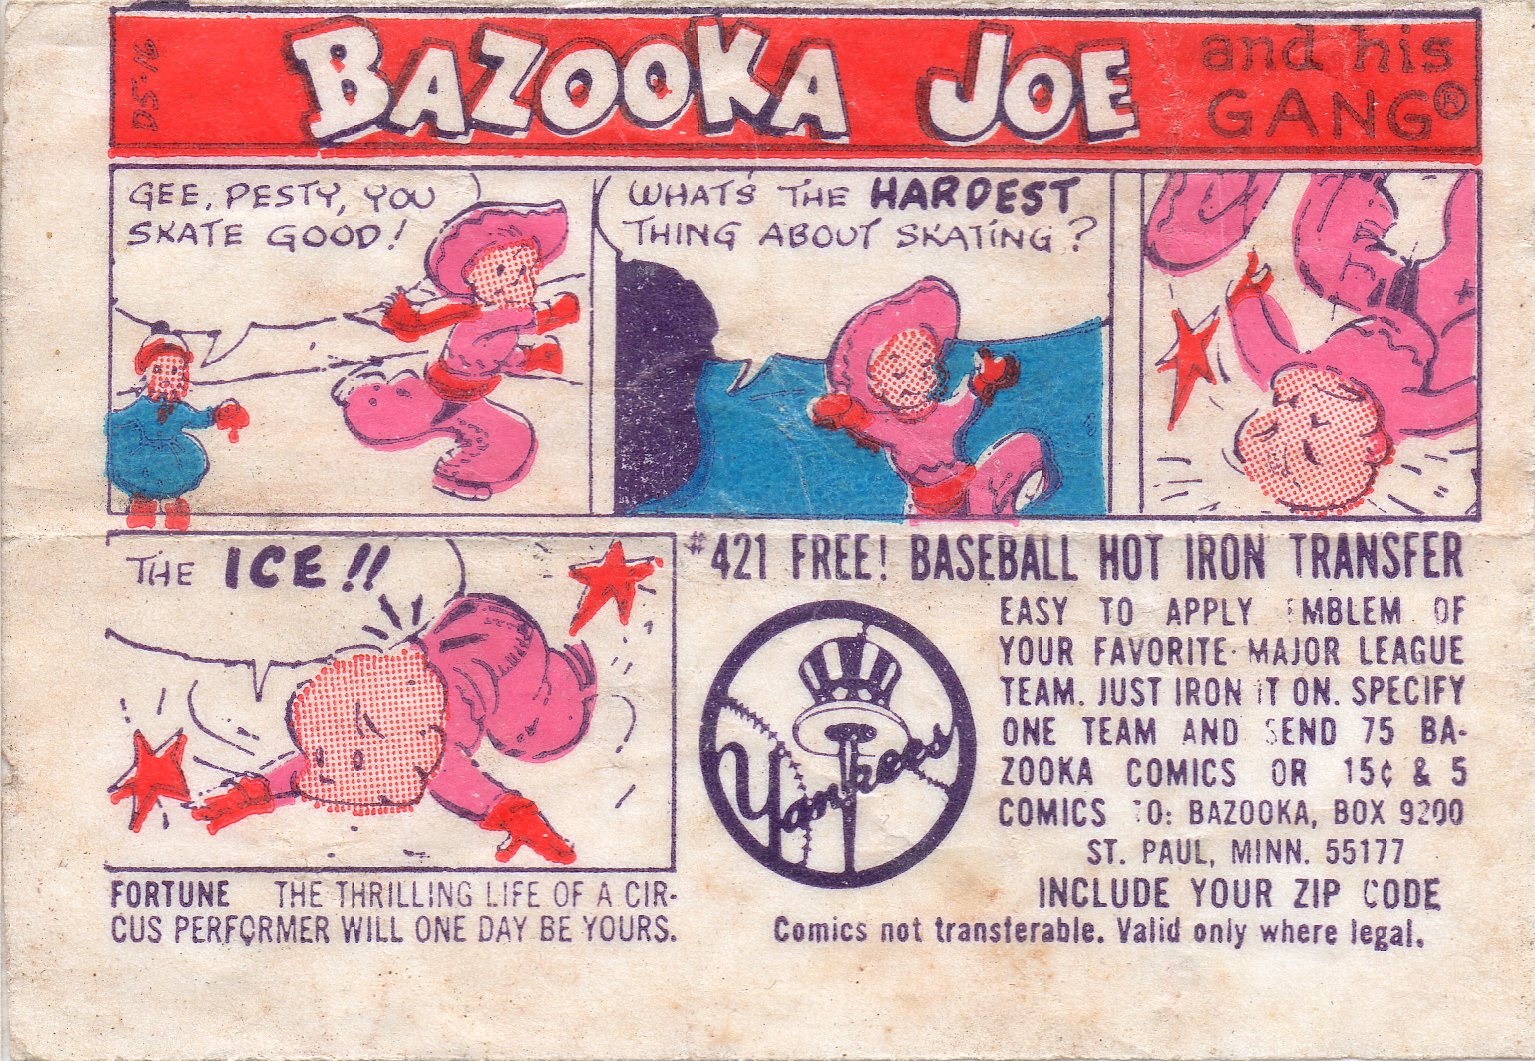 D5-16
BAZOOKA JOE and his
GANG®
GEE, PESTY, YOU
SKATE GOOD!
WHAT'S THE HARDEST
THING ABOUT SKATING?
THE ICE!!
#421 FREE! BASEBALL HOT IRON TRANSFER
Yankees
EASY TO APPLY EMBLEM OF
YOUR FAVORITE MAJOR LEAGUE
TEAM. JUST IRON IT ON. SPECIFY
ONE TEAM AND SEND 75 BA-
ZOOKA COMICS OR 15¢ & 5
COMICS TO: BAZOOKA, BOX 9200
ST. PAUL, MINN. 55177
INCLUDE YOUR ZIP CODE
Comics not transferable. Valid only where legal.
FORTUNE THE THRILLING LIFE OF A CIR-
CUS PERFORMER WILL ONE DAY BE YOURS.